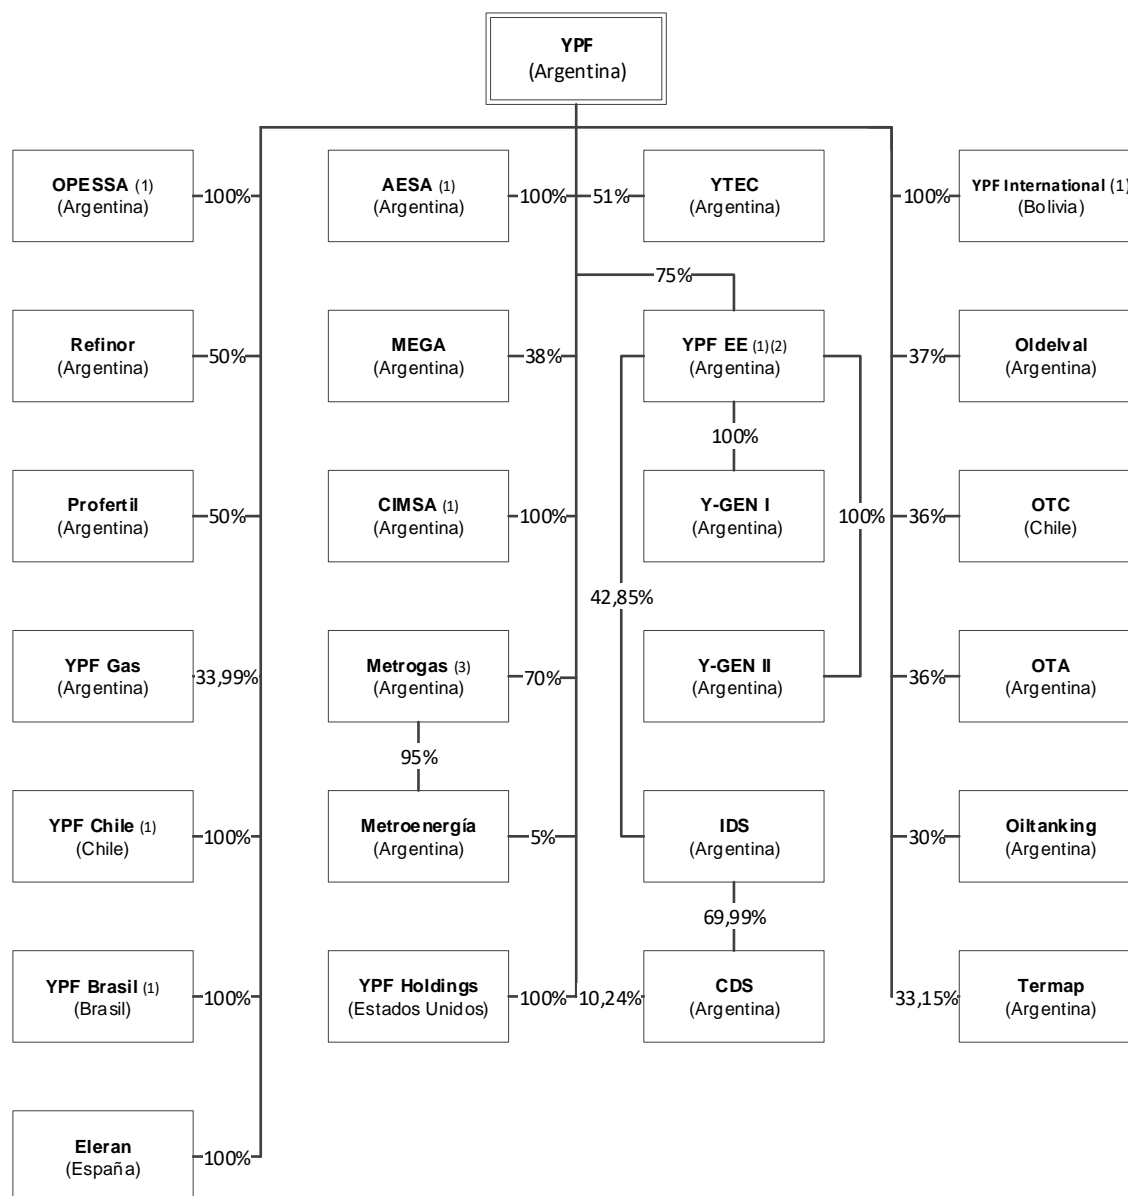 YPF
(Argentina)
OPESSA (1)
(Argentina)
100%
AESA (1)
(Argentina)
100%
51%
YTEC
(Argentina)
100%
YPF International (1)
(Bolivia)
75%
Refinor
(Argentina)
50%
MEGA
(Argentina)
38%
YPF EE (1)(2)
(Argentina)
37%
Oldelval
(Argentina)
100%
Profertil
(Argentina)
50%
CIMSA (1)
(Argentina)
100%
Y-GEN I
(Argentina)
100%
36%
OTC
(Chile)
42,85%
YPF Gas
(Argentina)
33,99%
Metrogas (3)
(Argentina)
70%
Y-GEN II
(Argentina)
36%
OTA
(Argentina)
95%
YPF Chile (1)
(Chile)
100%
Metroenergía
(Argentina)
5%
IDS
(Argentina)
30%
Oiltanking
(Argentina)
69,99%
YPF Brasil (1)
(Brasil)
100%
YPF Holdings
(Estados Unidos)
100%
10,24%
CDS
(Argentina)
33,15%
Termap
(Argentina)
Eleran
(España)
100%